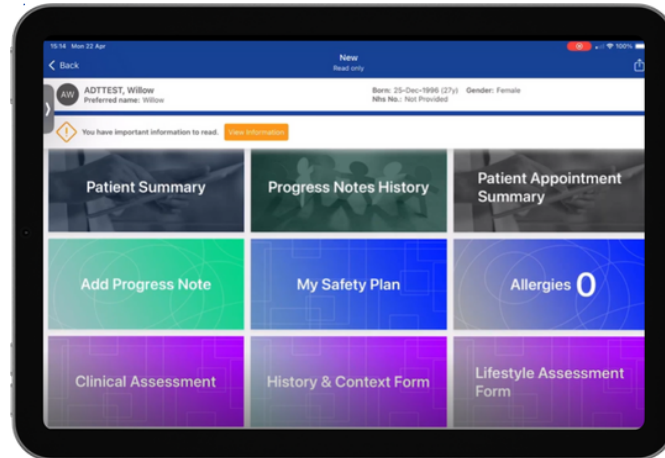 15:14 Mon 22 Apr
100%
Back
New
Read only
AW
ADTTEST, Willow
Preferred name: Willow
Born: 25-Dec-1996 (27y) Gender: Female
Nhs No.: Not Provided
You have important information to read.
View Information
Patient Summary
Progress Notes History
Patient Appointment
Summary
Add Progress Note
My Safety Plan
Allergies 0
Clinical Assessment
History & Context Form
Lifestyle Assessment
Form